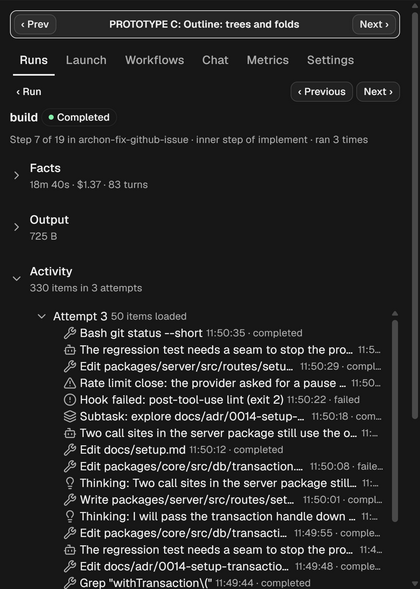 ‹ Prev
PROTOTYPE C: Outline: trees and folds
Next ›
Runs Launch Workflows Chat Metrics Settings
‹ Run
‹ Previous Next ›
build Completed
Step 7 of 19 in archon-fix-github-issue · inner step of implement · ran 3 times
Facts
18m 40s · $1.37 · 83 turns
Output
725 B
Activity
330 items in 3 attempts
Attempt 3 50 items loaded
Bash git status --short 11:50:35 · completed
The regression test needs a seam to stop the pro… 11:5…
Edit packages/server/src/routes/setu… 11:50:29 · compl…
Rate limit close: the provider asked for a pause … 11:50…
Hook failed: post-tool-use lint (exit 2) 11:50:22 · failed
Subtask: explore docs/adr/0014-setup-… 11:50:18 · com…
Two call sites in the server package still use the o… 11:…
Edit docs/setup.md 11:50:12 · completed
Edit packages/core/src/db/transaction.… 11:50:08 · faile…
Thinking: Two call sites in the server package still… 11:…
Write packages/server/src/routes/set… 11:50:01 · compl…
Thinking: I will pass the transaction handle down … 11:…
Edit packages/core/src/db/transacti… 11:49:55 · compl…
The regression test needs a seam to stop the pro… 11:4…
Edit docs/adr/0014-setup-transactio… 11:49:48 · comple…
Grep "withTransaction\(" 11:49:44 · completed